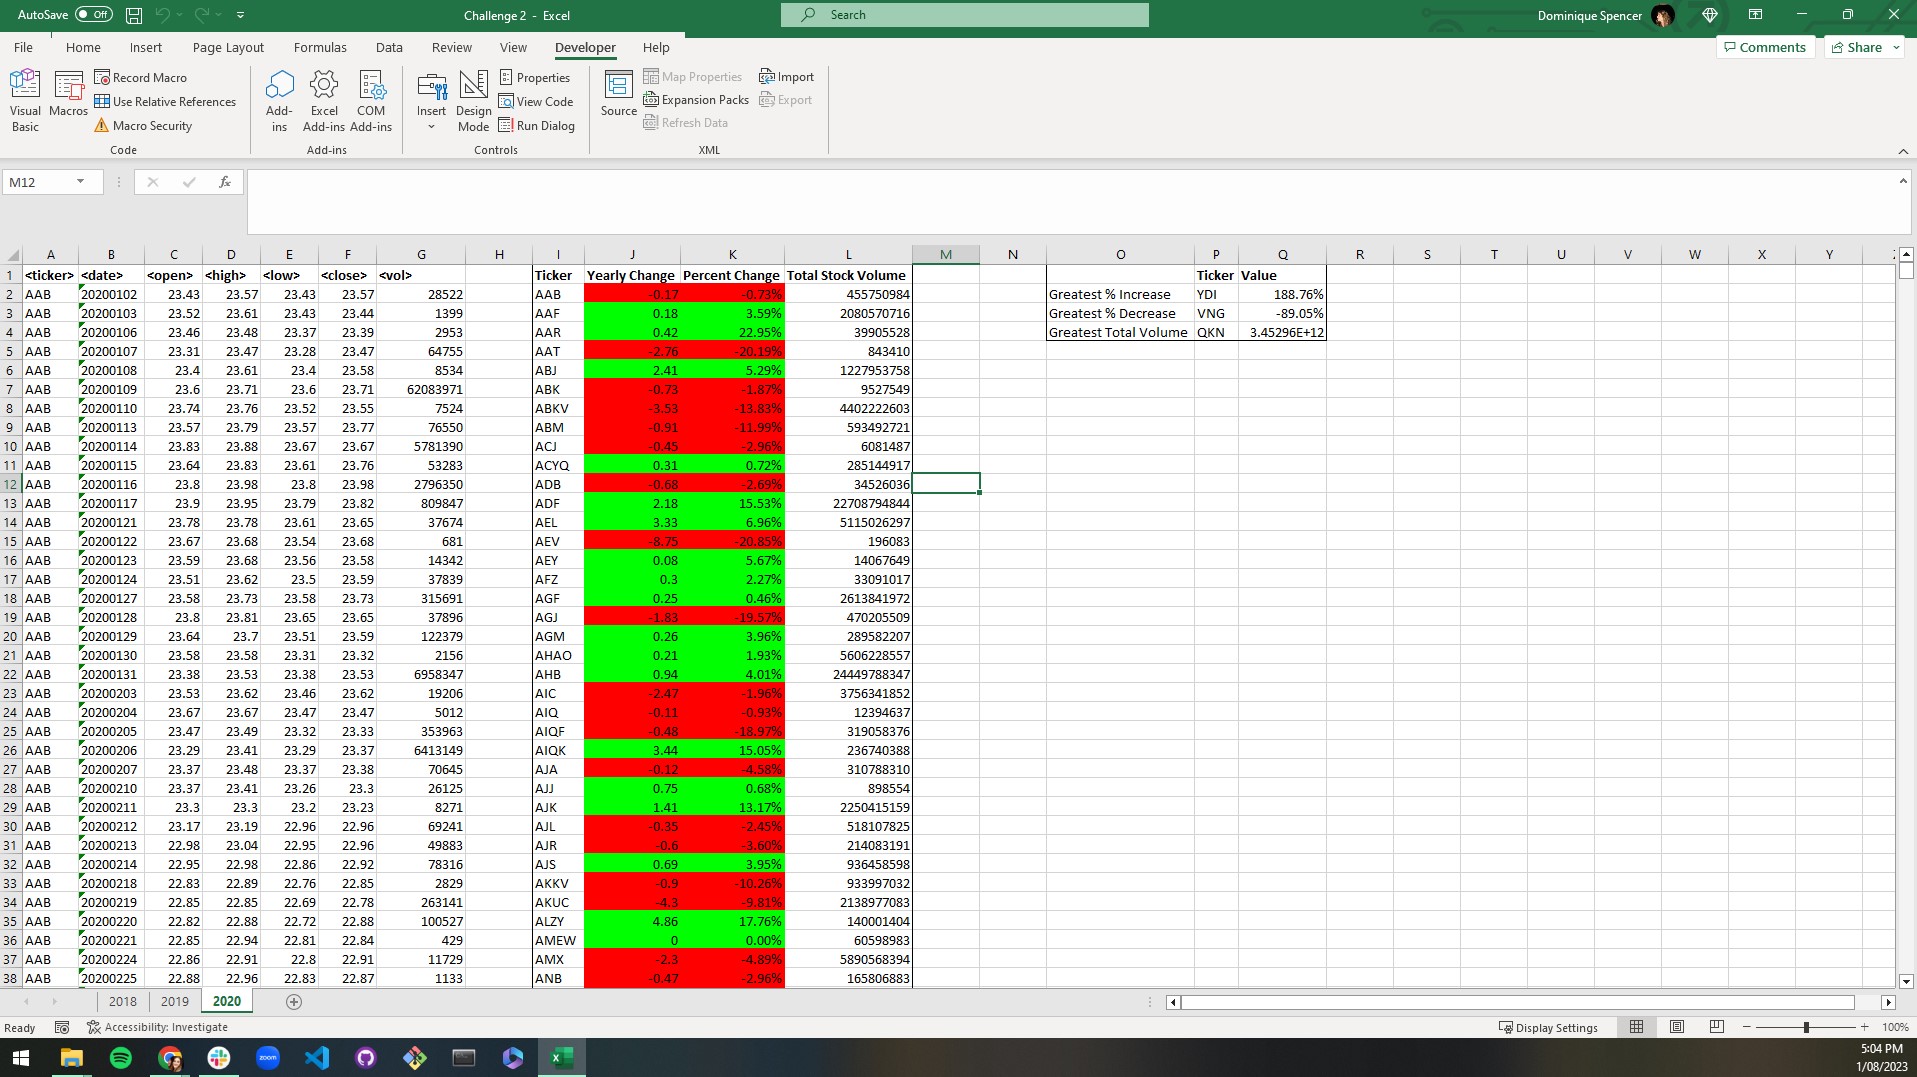 AutoSave Off Challenge 2 - Excel Search Dominique Spencer
File Home Insert Page Layout Formulas Data Review View Developer Help Comments Share
Visual Basic Macros Record Macro Use Relative References Macro Security Code
Add-ins Excel Add-ins COM Add-ins Add-ins
Insert Design Mode Properties View Code Run Dialog Controls
Source Map Properties Expansion Packs Refresh Data Import Export XML
M12 fx
A B C D E F G H I J K L M N O P Q R S T U V W X Y
1 <ticker> <date> <open> <high> <low> <close> <vol> Ticker Yearly Change Percent Change Total Stock Volume Ticker Value
2 AAB 20200102 23.43 23.57 23.43 23.57 28522 AAB -0.17 -0.73% 455750984 Greatest % Increase YDI 188.76%
3 AAB 20200103 23.52 23.61 23.43 23.44 1399 AAF 0.18 3.59% 2080570716 Greatest % Decrease VNG -89.05%
4 AAB 20200106 23.46 23.48 23.37 23.39 2953 AAR 0.42 22.95% 39905528 Greatest Total Volume QKN 3.45296E+12
5 AAB 20200107 23.31 23.47 23.28 23.47 64755 AAT -2.76 -20.19% 843410
6 AAB 20200108 23.4 23.61 23.4 23.58 8534 ABJ 2.41 5.29% 1227953758
7 AAB 20200109 23.6 23.71 23.6 23.71 62083971 ABK -0.73 -1.87% 9527549
8 AAB 20200110 23.74 23.76 23.52 23.55 7524 ABKV -3.53 -13.83% 4402222603
9 AAB 20200113 23.57 23.79 23.57 23.77 76550 ABM -0.91 -11.99% 593492721
10 AAB 20200114 23.83 23.88 23.67 23.67 5781390 ACJ -0.45 -2.96% 6081487
11 AAB 20200115 23.64 23.83 23.61 23.76 53283 ACYQ 0.31 0.72% 285144917
12 AAB 20200116 23.8 23.98 23.8 23.98 2796350 ADB -0.68 -2.69% 34526036
13 AAB 20200117 23.9 23.95 23.79 23.82 809847 ADF 2.18 15.53% 22708794844
14 AAB 20200121 23.78 23.78 23.61 23.65 37674 AEL 3.33 6.96% 5115026297
15 AAB 20200122 23.67 23.68 23.54 23.68 681 AEV -8.75 -20.85% 196083
16 AAB 20200123 23.59 23.68 23.56 23.58 14342 AEY 0.08 5.67% 14067649
17 AAB 20200124 23.51 23.62 23.5 23.59 37839 AFZ 0.3 2.27% 33091017
18 AAB 20200127 23.58 23.73 23.58 23.73 315691 AGF 0.25 0.46% 2613841972
19 AAB 20200128 23.8 23.81 23.65 23.65 37896 AGJ -1.83 -19.57% 470205509
20 AAB 20200129 23.64 23.7 23.51 23.59 122379 AGM 0.26 3.96% 289582207
21 AAB 20200130 23.58 23.58 23.31 23.32 2156 AHAO 0.21 1.93% 5606228557
22 AAB 20200131 23.38 23.53 23.38 23.53 6958347 AHB 0.94 4.01% 24449788347
23 AAB 20200203 23.53 23.62 23.46 23.62 19206 AIC -2.47 -1.96% 3756341852
24 AAB 20200204 23.67 23.67 23.47 23.47 5012 AIQ -0.11 -0.93% 12394637
25 AAB 20200205 23.47 23.49 23.32 23.33 353963 AIQF -0.48 -18.97% 319058376
26 AAB 20200206 23.29 23.41 23.29 23.37 6413149 AIQK 3.44 15.05% 236740388
27 AAB 20200207 23.37 23.48 23.37 23.38 70645 AJA -0.12 -4.58% 310788310
28 AAB 20200210 23.37 23.41 23.26 23.3 26125 AJJ 0.75 0.68% 898554
29 AAB 20200211 23.3 23.3 23.2 23.23 8271 AJK 1.41 13.17% 2250415159
30 AAB 20200212 23.17 23.19 22.96 22.96 69241 AJL -0.35 -2.45% 518107825
31 AAB 20200213 22.98 23.04 22.95 22.96 49883 AJR -0.6 -3.60% 214083191
32 AAB 20200214 22.95 22.98 22.86 22.92 78316 AJS 0.69 3.95% 936458598
33 AAB 20200218 22.83 22.89 22.76 22.85 2829 AKKV -0.9 -10.26% 933997032
34 AAB 20200219 22.85 22.85 22.69 22.78 263141 AKUC -4.3 -9.81% 2138977083
35 AAB 20200220 22.82 22.88 22.72 22.88 100527 ALZY 4.86 17.76% 140001404
36 AAB 20200221 22.85 22.94 22.81 22.84 429 AMEW 0 0.00% 60598983
37 AAB 20200224 22.86 22.91 22.8 22.91 11729 AMX -2.3 -4.89% 5890568394
38 AAB 20200225 22.88 22.96 22.83 22.87 1133 ANB -0.47 -2.96% 165806883
2018 2019 2020
Ready Accessibility: Investigate Display Settings 100%
zoom
5:04 PM
1/08/2023